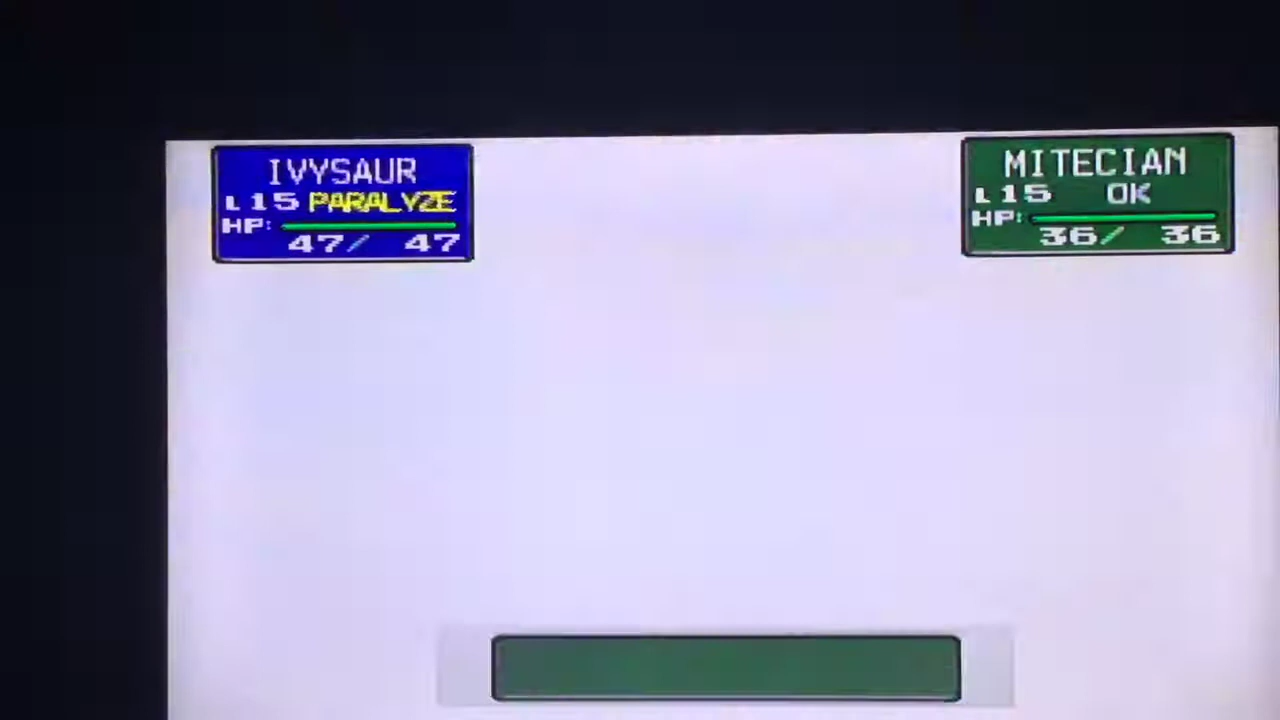 IVYSAUR
L15 PARALYZE
HP:
47/ 47
MITECIAN
L15 OK
HP:
36/ 36